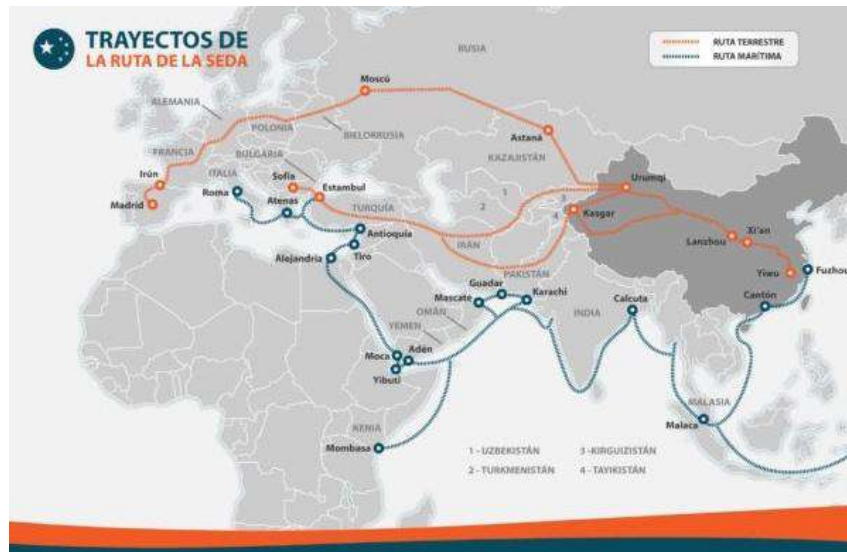 TRAYECTOS DE
LA RUTA DE LA SEDA
RUTA TERRESTRE
RUTA MARÍTIMA
RUSIA
Moscú
ALEMANIA
POLONIA
BIELORRUSIA
Astaná
KAZAJISTÁN
FRANCIA
BULGARIA
Irún
ITALIA
Sofía
Estambul
Urumqi
Roma
Madrid
Atenas
TURQUÍA
1
2
3
4
Kasgar
Antioquía
Lanzhou
Xi'an
Alejandria
Tiro
IRÁN
PAKISTÁN
Yiwu
Fuzhou
Guadar
Mascate
Karachi
Calcuta
Cantón
OMÁN
INDIA
YEMEN
Moca
Adén
Yibuti
MALASIA
Malaca
KENIA
Mombasa
1 - UZBEKISTÁN
3 -KIRGUIZISTÁN
2 - TURKMENISTÁN
4 - TAYIKISTÁN